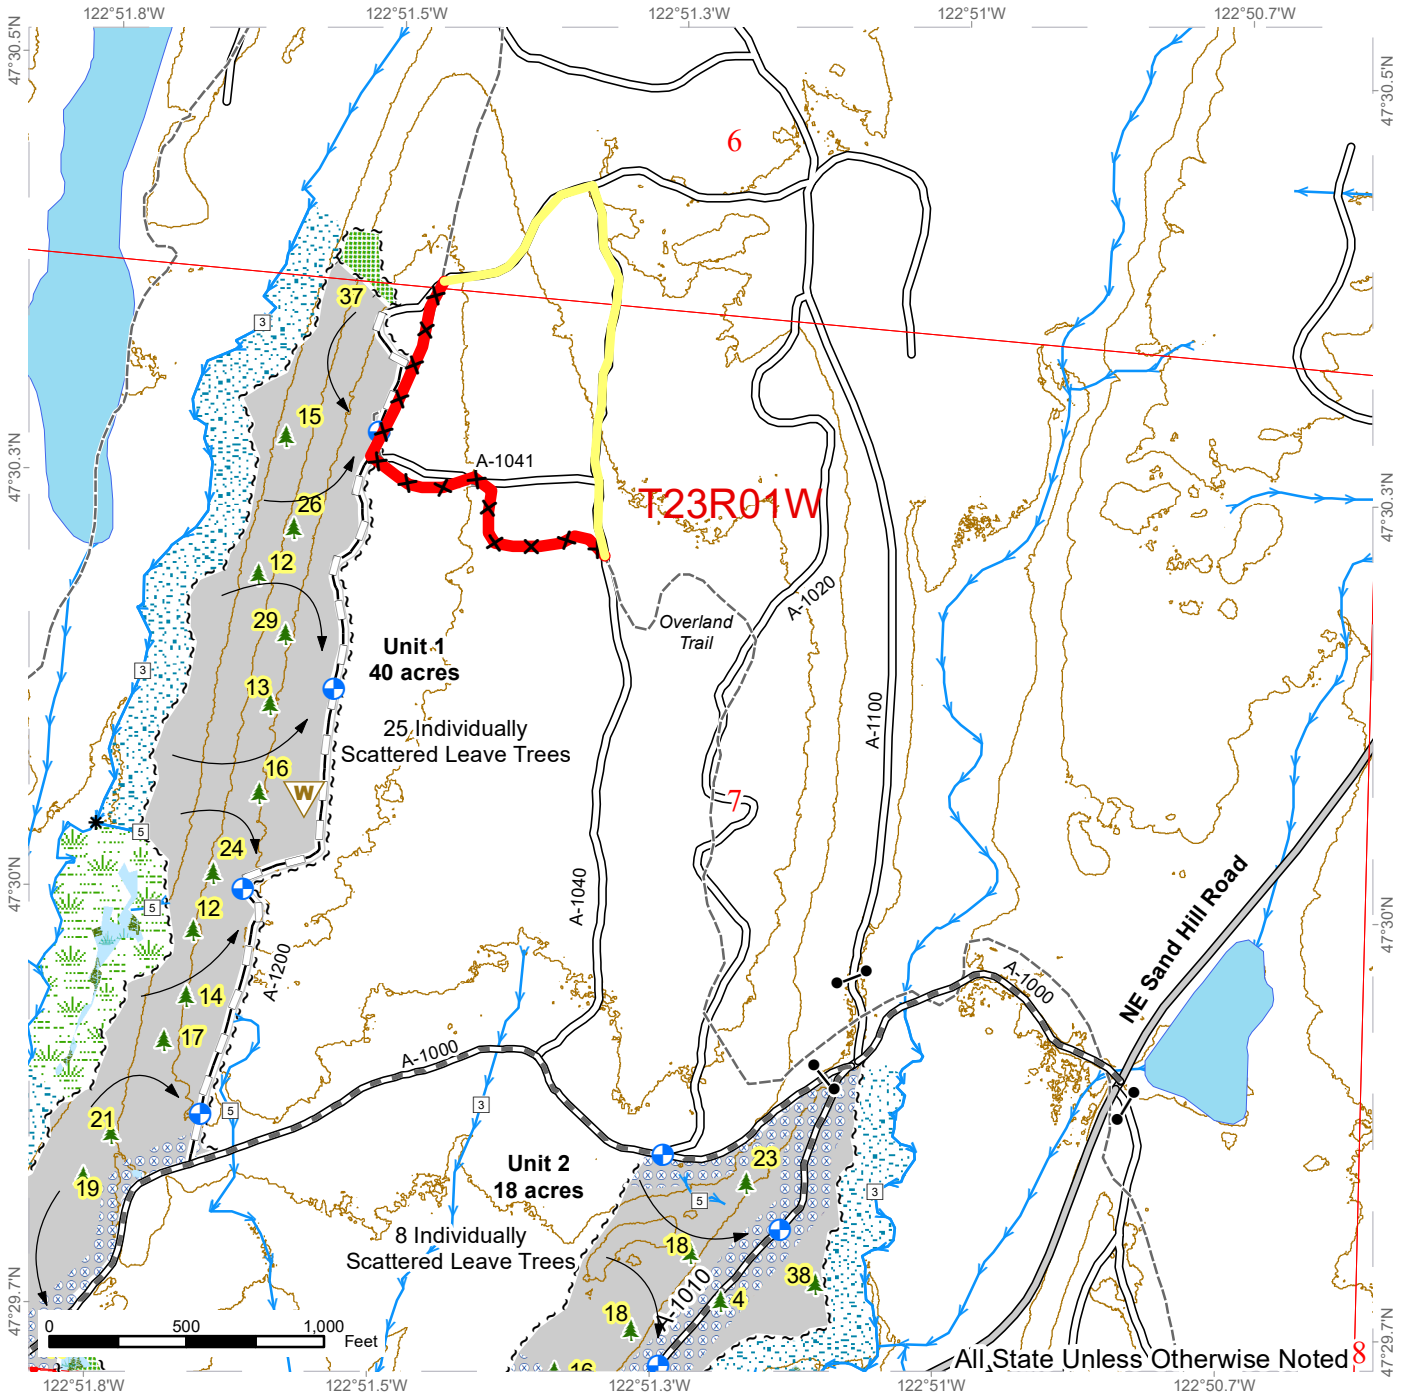 122°51.8'W 122°51.5'W 122°51.3'W 122°51'W 122°50.7'W
47°30.5'N
47°30.5'N
6
37
3
15
47°30.3'N
A-1041
T23R01W
47°30.3'N
26
12
29
A-1020
Overland
Trail
Unit 1
40 acres
3
13
25 Individually
Scattered Leave Trees
A-1100
16
W
7
5
24
47°30'N
12
5
A-1040
NE Sand Hill Road
47°30'N
A-1200
14
A-1000
17
A-1000
5
3
21
19
Unit 2
18 acres
23
5
3
8 Individually
Scattered Leave Trees
18
38
4
A-1010
18
47°29.7'N
47°29.7'N
0 500 1,000
Feet
16
All State Unless Otherwise Noted
8
122°51.8'W 122°51.5'W 122°51.3'W 122°51'W 122°50.7'W